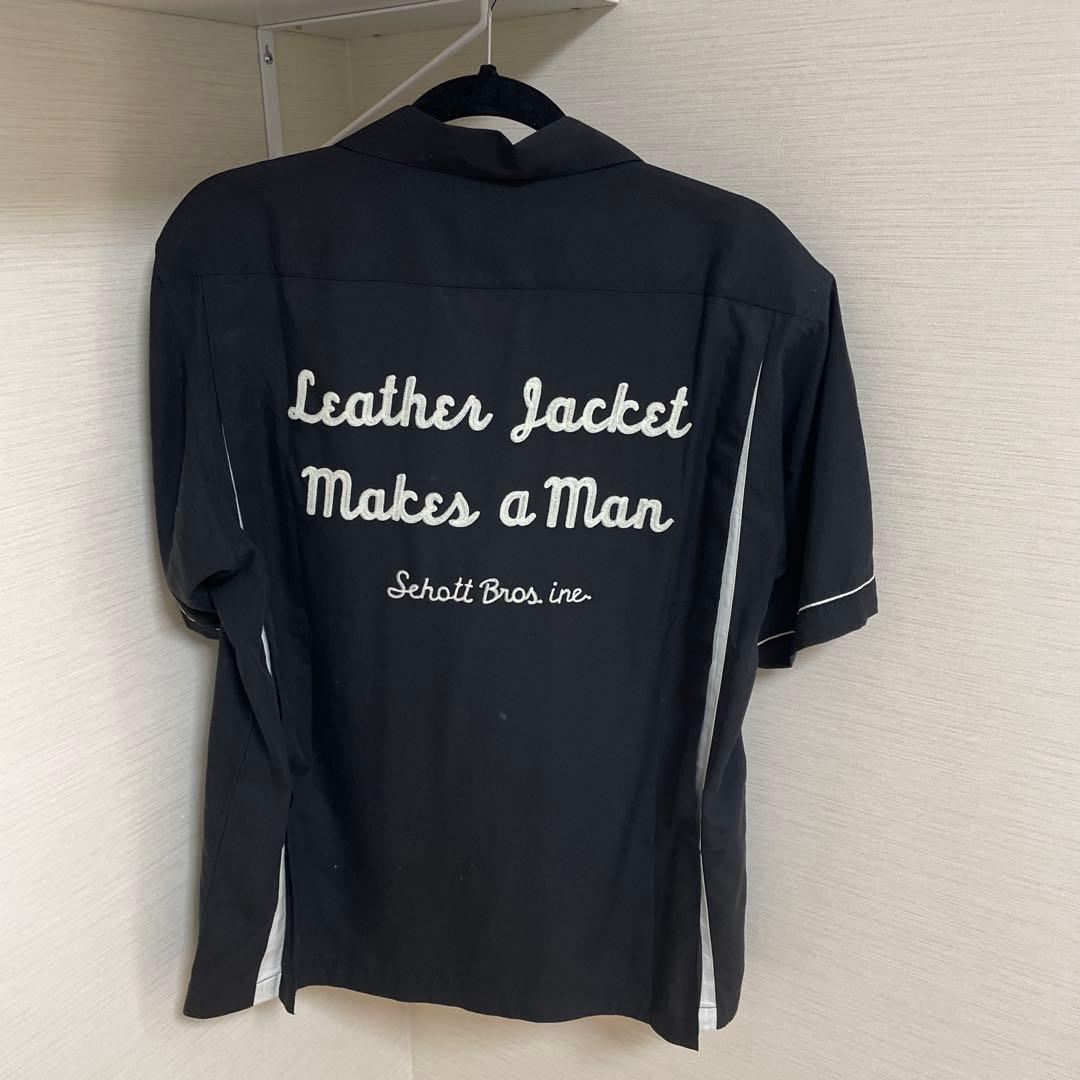 Leather Jacket
Makes a Man
Schott Bros. inc.